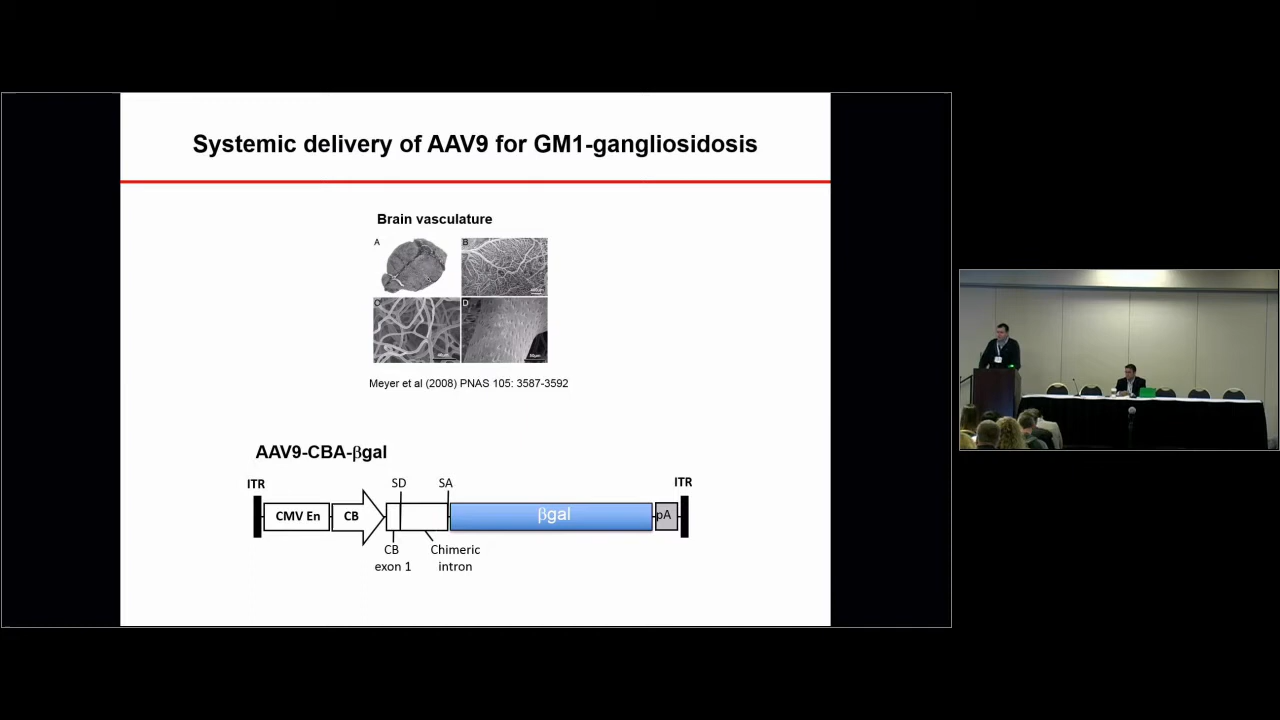 Systemic delivery of AAV9 for GM1-gangliosidosis
Brain vasculature
A
B
C
D
Meyer et al (2008) PNAS 105: 3587-3592
AAV9-CBA-βgal
ITR
SD
SA
ITR
CMV En
CB
βgal
pA
CB
exon 1
Chimeric
intron